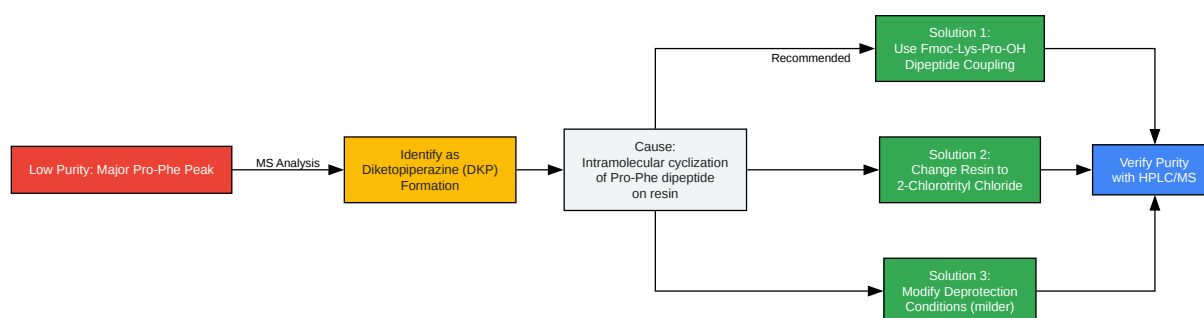 Low Purity: Major Pro-Phe Peak
MS Analysis
Identify as
Diketopiperazine (DKP)
Formation
Cause:
Intramolecular cyclization
of Pro-Phe dipeptide
on resin
Recommended
Solution 1:
Use Fmoc-Lys-Pro-OH
Dipeptide Coupling
Solution 2:
Change Resin to
2-Chlorotrityl Chloride
Solution 3:
Modify Deprotection
Conditions (milder)
Verify Purity
with HPLC/MS